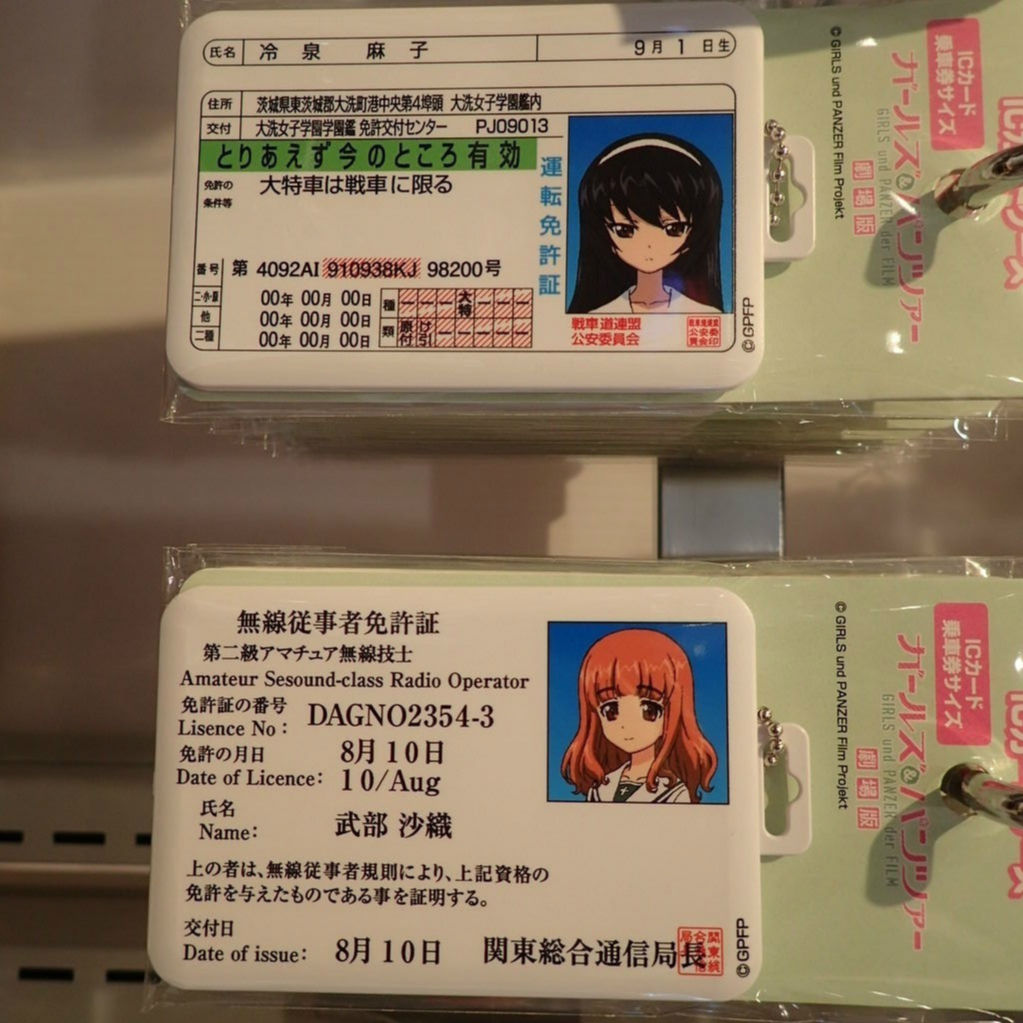 氏名 冷泉 麻子 9月1日生
住所 茨城県東茨城郡大洗町港中央第4埠頭 大洗女子学園艦内
交付 大洗女子学園学園艦 免許交付センター PJ09013
とりあえず今のところ有効
免許の条件等 大特車は戦車に限る
運転免許証
番号 第 4092AI 910938KJ 98200号
二・小・原 00年 00月 00日
他 00年 00月 00日
二種 00年 00月 00日
種類 大特
原付 け引
戦車道連盟
公安委員会
©GPFP
ICカード
乗車券サイズ
ガールズ&パンツァー
GIRLS und PANZER der FILM
劇場版
©GIRLS und PANZER Film Projekt
無線従事者免許証
第二級アマチュア無線技士
Amateur Sesound-class Radio Operator
免許証の番号
Lisence No : DAGNO2354-3
免許の月日 8月10日
Date of Licence: 10/Aug
氏名
Name: 武部 沙織
上の者は、無線従事者規則により、上記資格の
免許を与えたものである事を証明する。
交付日
Date of issue: 8月10日 関東総合通信局長
©GPFP
ICカード
乗車券サイズ
ガールズ&パンツァー
GIRLS und PANZER der FILM
劇場版
©GIRLS und PANZER Film Projekt